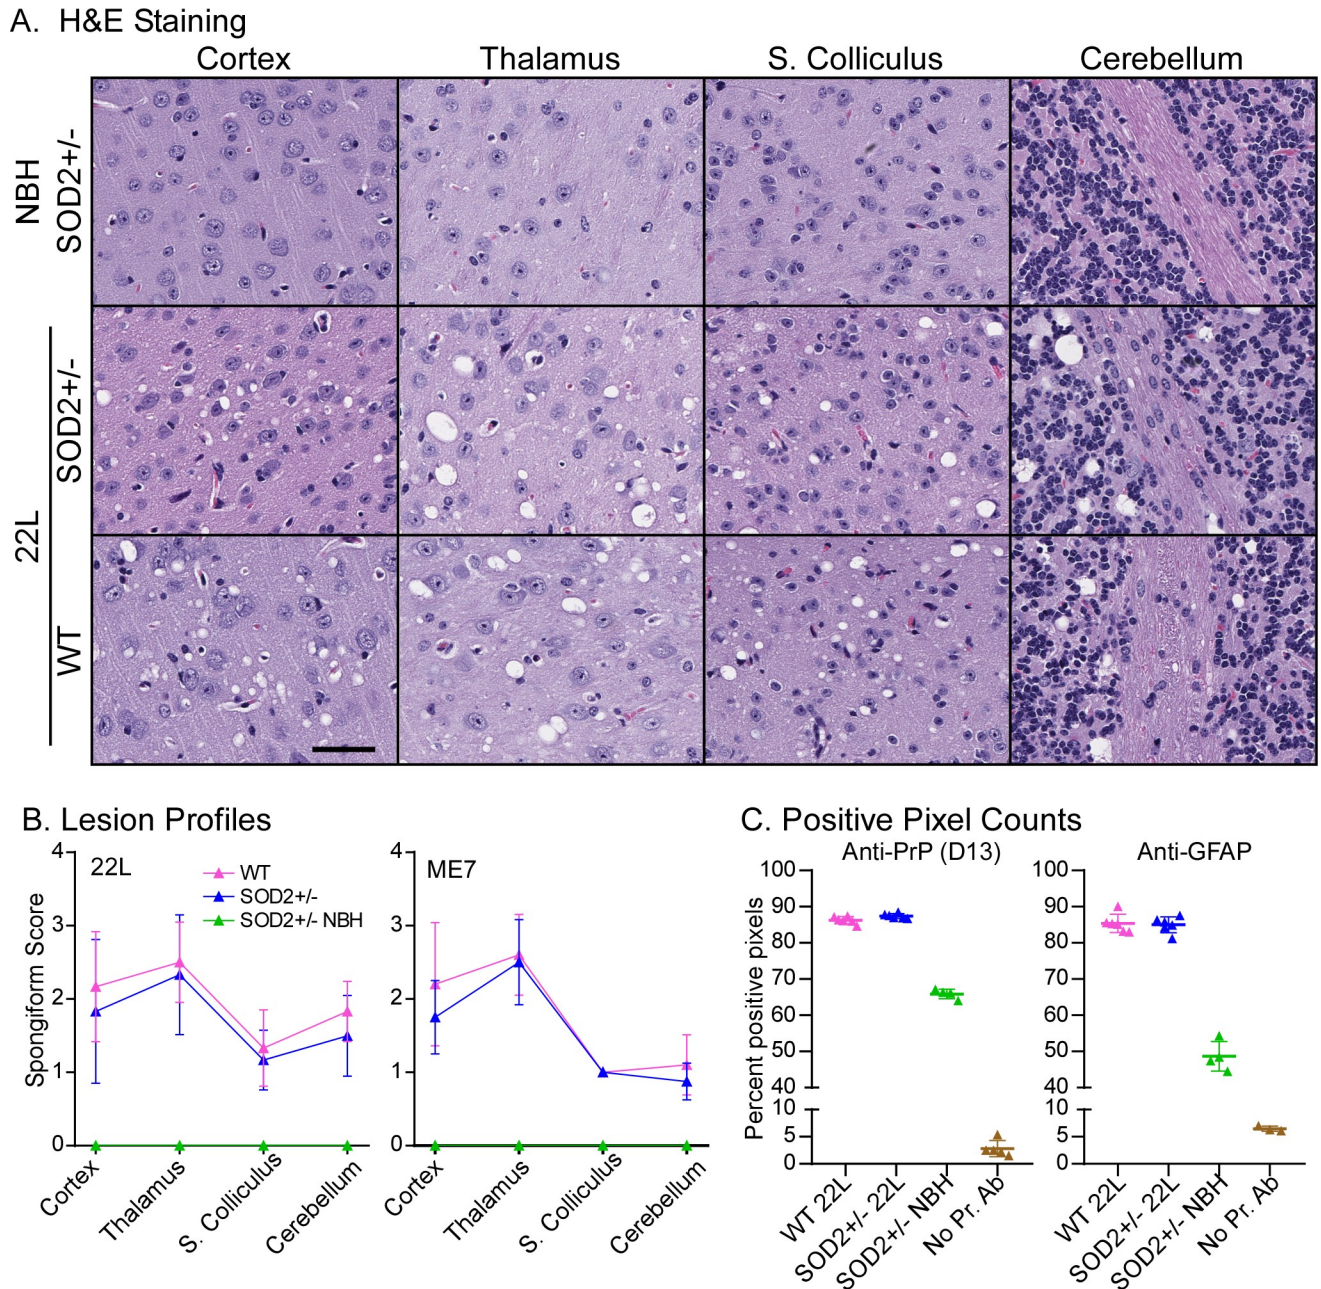 A. H&E Staining
Cortex Thalamus S. Colliculus Cerebellum
NBH
SOD2+/-
22L
SOD2+/-
WT
B. Lesion Profiles
Spongiform Score
4
3
2
1
0
22L
WT
SOD2+/-
SOD2+/- NBH
Cortex
Thalamus
S. Colliculus
Cerebellum
4
3
2
1
0
ME7
Cortex
Thalamus
S. Colliculus
Cerebellum
C. Positive Pixel Counts
Anti-PrP (D13)
Percent positive pixels
100
90
80
70
60
50
40
10
5
0
WT 22L
SOD2+/- 22L
SOD2+/- NBH
No Pr. Ab
Anti-GFAP
100
90
80
70
60
50
40
10
5
0
WT 22L
SOD2+/- 22L
SOD2+/- NBH
No Pr. Ab